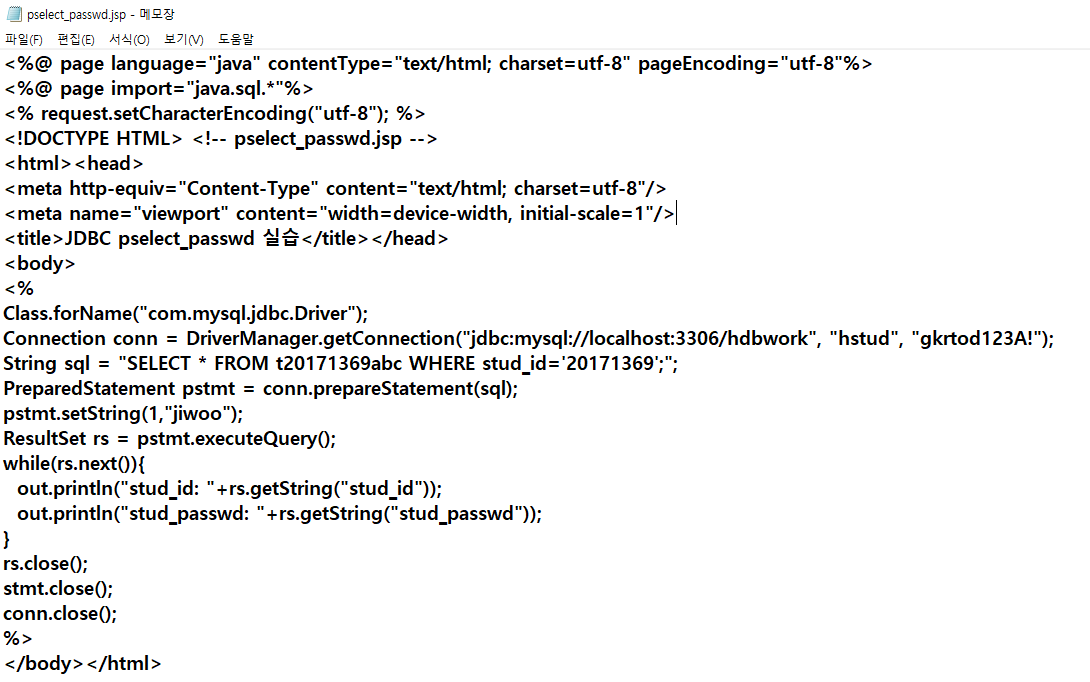 pselect_passwd.jsp - 메모장
파일(F) 편집(E) 서식(O) 보기(V) 도움말
<%@ page language="java" contentType="text/html; charset=utf-8" pageEncoding="utf-8"%>
<%@ page import="java.sql.*"%>
<% request.setCharacterEncoding("utf-8"); %>
<!DOCTYPE HTML> <!-- pselect_passwd.jsp -->
<html><head>
<meta http-equiv="Content-Type" content="text/html; charset=utf-8"/>
<meta name="viewport" content="width=device-width, initial-scale=1"/>
<title>JDBC pselect_passwd 실습</title></head>
<body>
<%
Class.forName("com.mysql.jdbc.Driver");
Connection conn = DriverManager.getConnection("jdbc:mysql://localhost:3306/hdbwork", "hstud", "gkrtod123A!");
String sql = "SELECT * FROM t20171369abc WHERE stud_id='20171369';";
PreparedStatement pstmt = conn.prepareStatement(sql);
pstmt.setString(1,"jiwoo");
ResultSet rs = pstmt.executeQuery();
while(rs.next()){
  out.println("stud_id: "+rs.getString("stud_id"));
  out.println("stud_passwd: "+rs.getString("stud_passwd"));
}
rs.close();
stmt.close();
conn.close();
%>
</body></html>